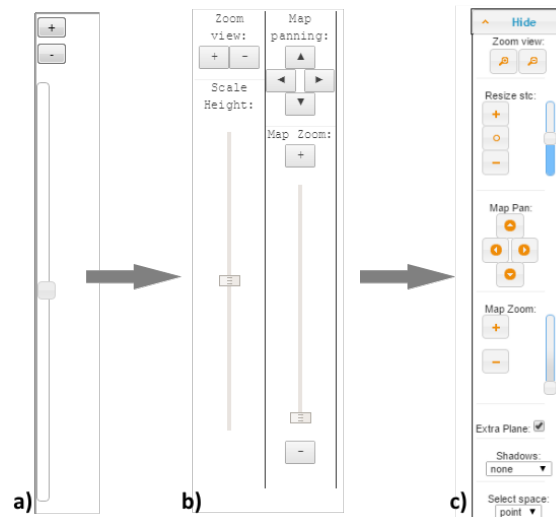 +
-
a)
Zoom
view:
+ −
Scale
Height:
Map
panning:
Map Zoom:
+
−
b)
Hide
Zoom view:
Resize stc:
+
−
Map Pan:
Map Zoom:
+
−
Extra Plane:
Shadows:
none
Select space:
point
c)